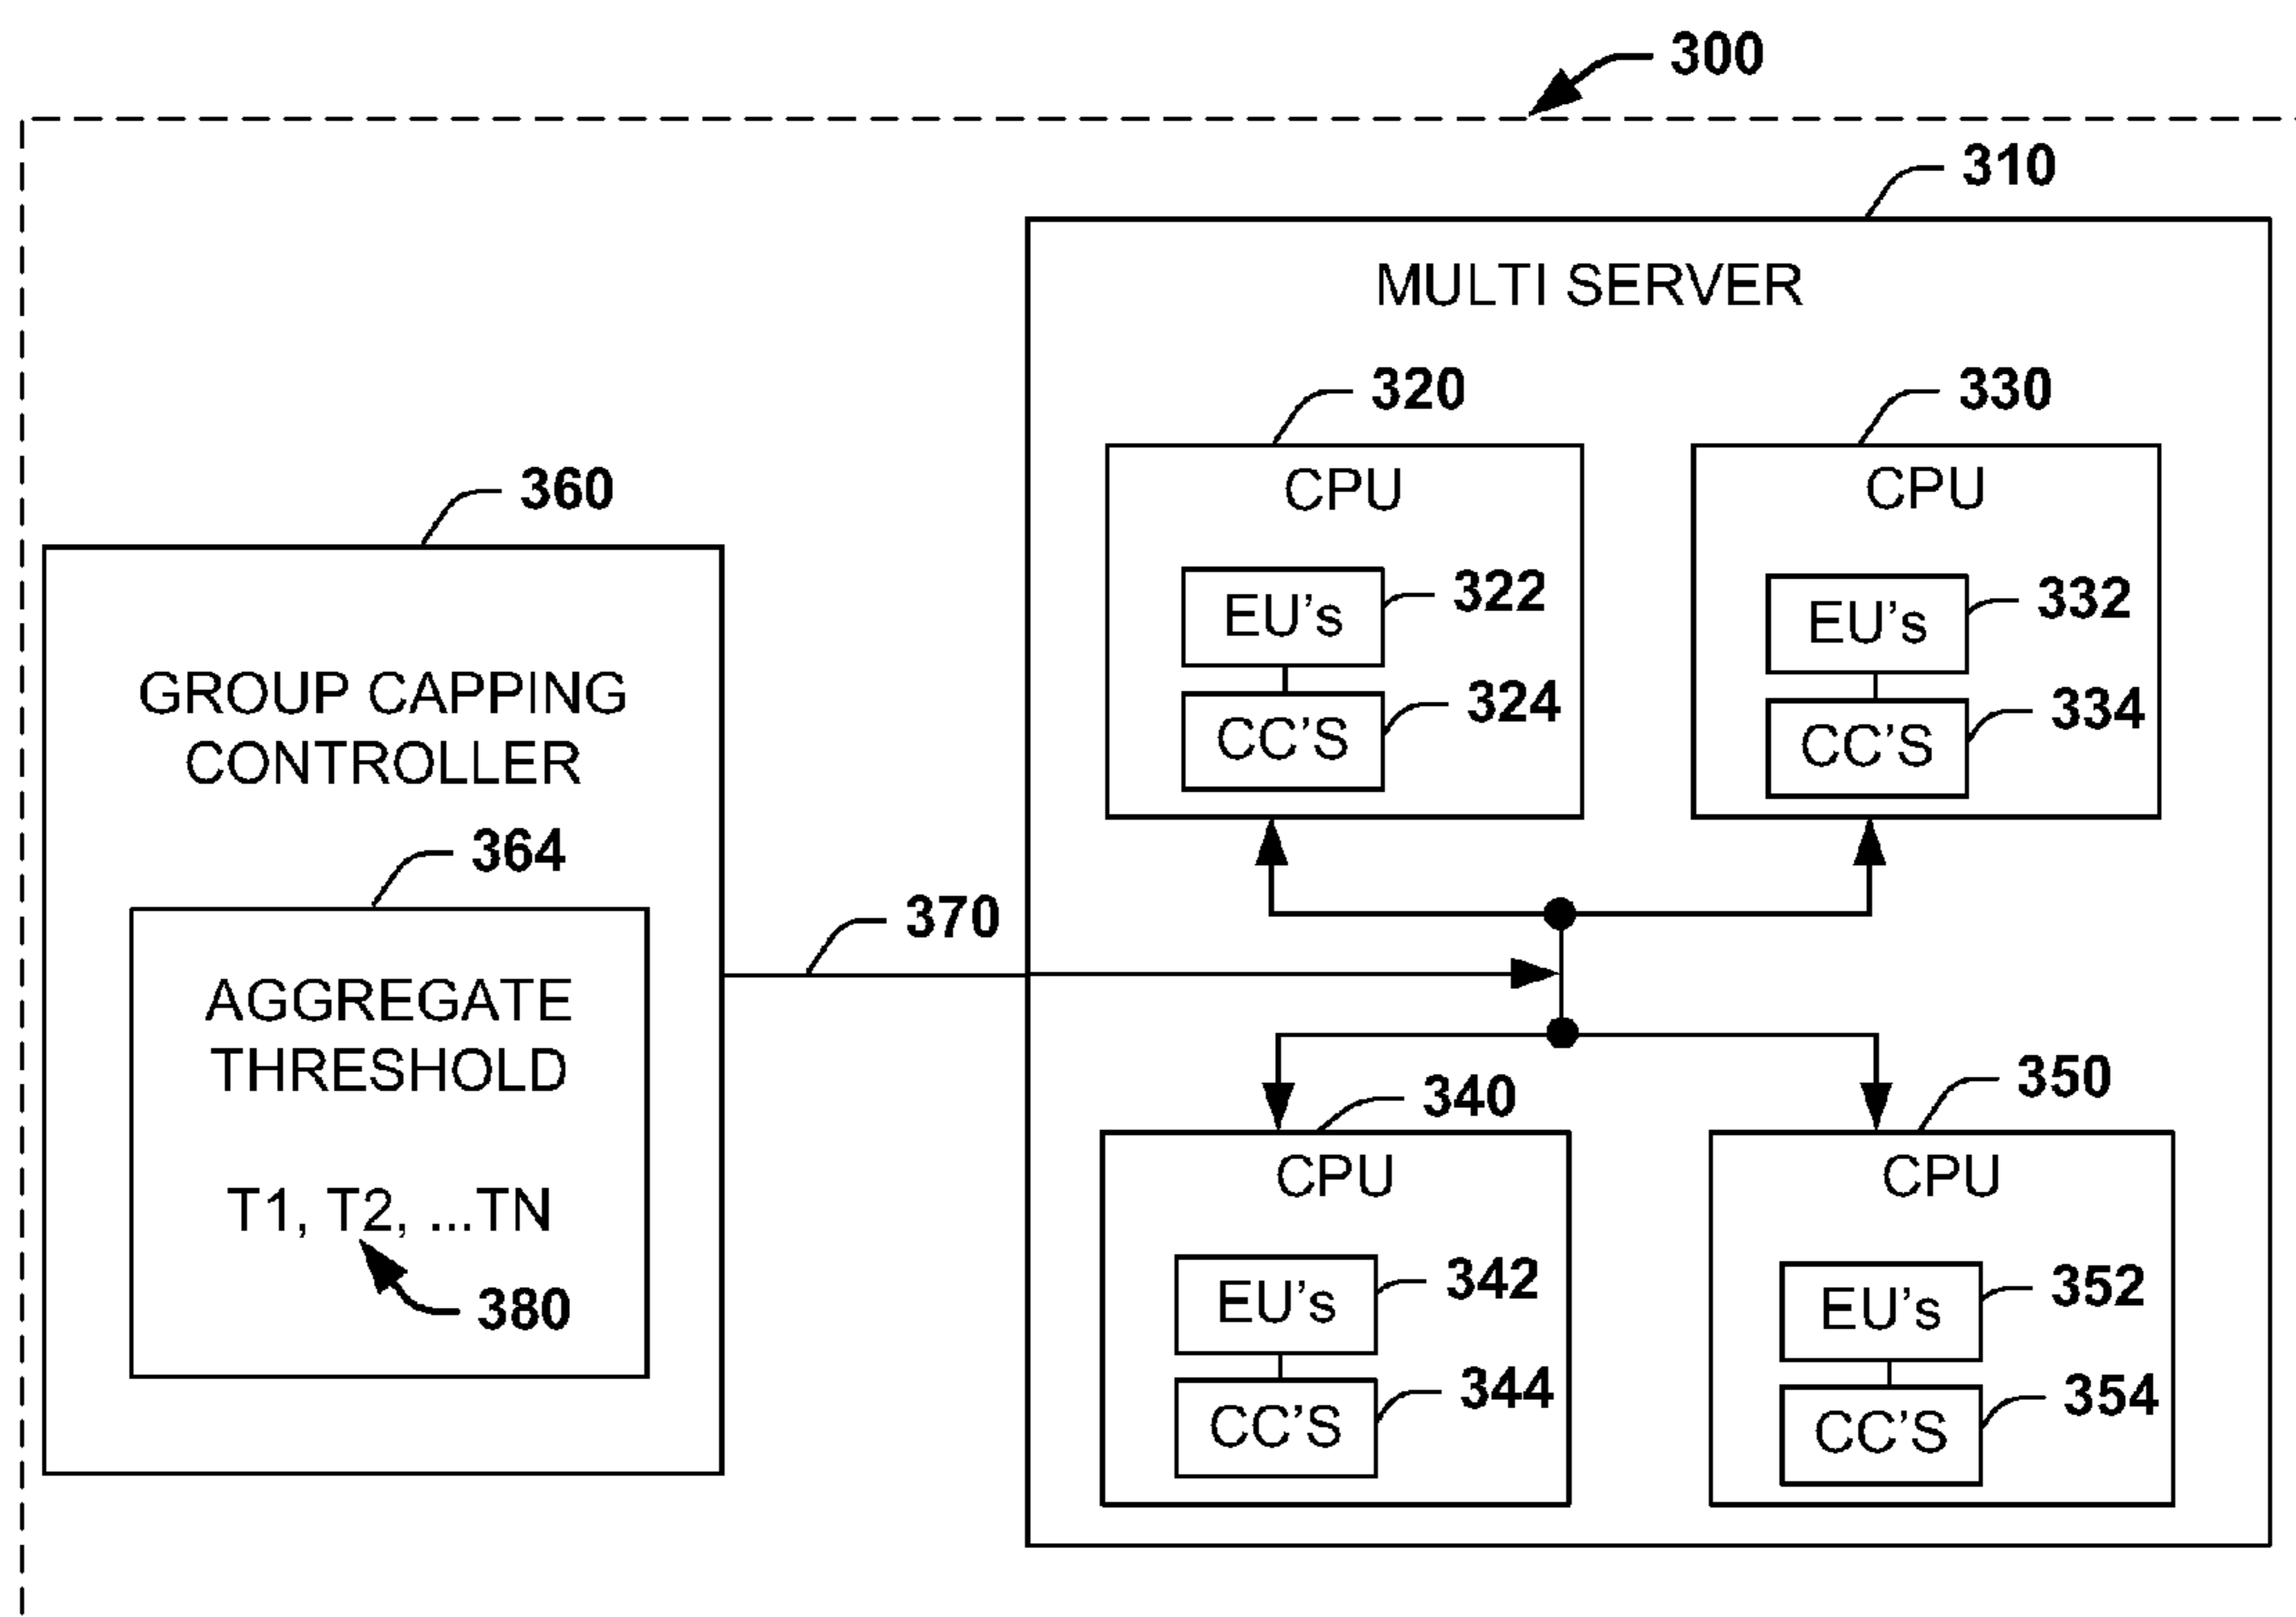 300
310
MULTI SERVER
320
330
CPU
CPU
360
322
EU's
332
EU's
324
CC'S
334
CC'S
GROUP CAPPING
CONTROLLER
364
370
AGGREGATE
THRESHOLD
T1, T2, ...TN
380
340
350
CPU
CPU
EU's
342
EU's
352
CC'S
344
CC'S
354